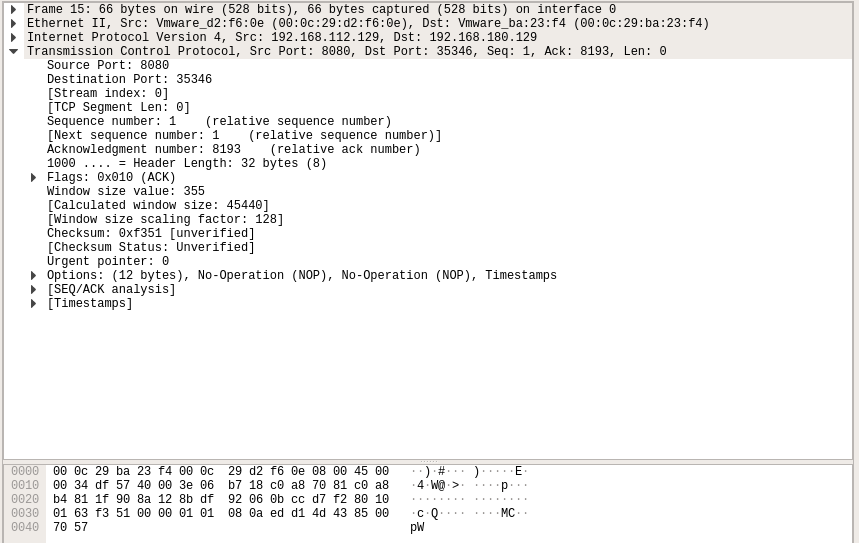 Frame 15: 66 bytes on wire (528 bits), 66 bytes captured (528 bits) on interface 0
Ethernet II, Src: Vmware_d2:f6:0e (00:0c:29:d2:f6:0e), Dst: Vmware_ba:23:f4 (00:0c:29:ba:23:f4)
Internet Protocol Version 4, Src: 192.168.112.129, Dst: 192.168.180.129
Transmission Control Protocol, Src Port: 8080, Dst Port: 35346, Seq: 1, Ack: 8193, Len: 0
Source Port: 8080
Destination Port: 35346
[Stream index: 0]
[TCP Segment Len: 0]
Sequence number: 1    (relative sequence number)
[Next sequence number: 1    (relative sequence number)]
Acknowledgment number: 8193    (relative ack number)
1000 .... = Header Length: 32 bytes (8)
Flags: 0x010 (ACK)
Window size value: 355
[Calculated window size: 45440]
[Window size scaling factor: 128]
Checksum: 0xf351 [unverified]
[Checksum Status: Unverified]
Urgent pointer: 0
Options: (12 bytes), No-Operation (NOP), No-Operation (NOP), Timestamps
[SEQ/ACK analysis]
[Timestamps]
0000  00 0c 29 ba 23 f4 00 0c  29 d2 f6 0e 08 00 45 00   ··)·#··· )·····E·
0010  00 34 df 57 40 00 3e 06  b7 18 c0 a8 70 81 c0 a8   ·4·W@·>· ····p···
0020  b4 81 1f 90 8a 12 8b df  92 06 0b cc d7 f2 80 10   ········ ········
0030  01 63 f3 51 00 00 01 01  08 0a ed d1 4d 43 85 00   ·c·Q···· ····MC··
0040  70 57   pW